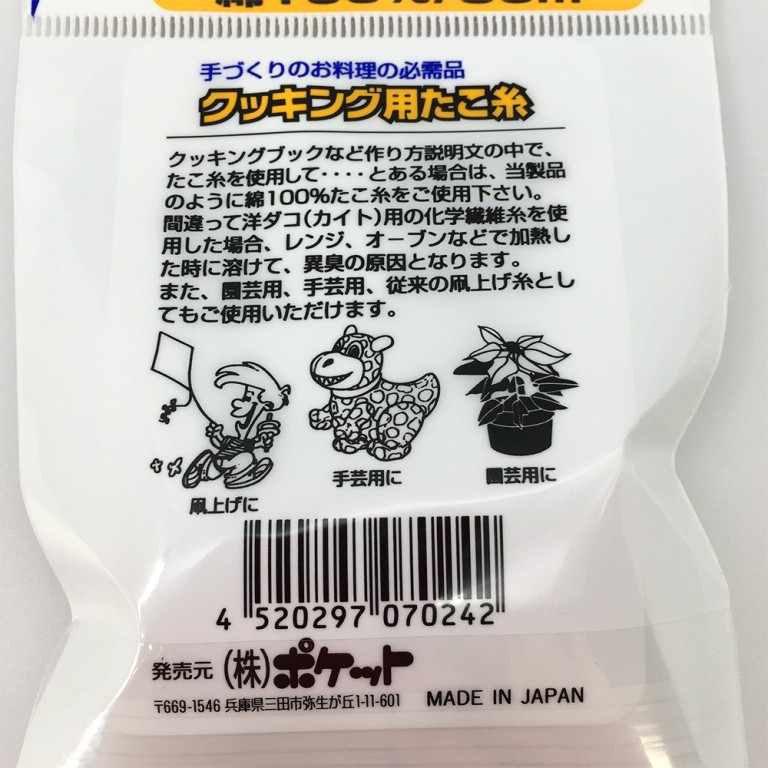 手づくりのお料理の必需品
クッキング用たこ糸
クッキングブックなど作り方説明文の中で、
たこ糸を使用して・・・・とある場合は、当製品
のように綿100%たこ糸をご使用下さい。
間違って洋ダコ(カイト)用の化学繊維糸を使
用した場合、レンジ、オーブンなどで加熱し
た時に溶けて、異臭の原因となります。
また、園芸用、手芸用、従来の凧上げ糸とし
てもご使用いただけます。
凧上げに
手芸用に
園芸用に
4 520297 070242
発売元 (株)ポケット
〒669-1546 兵庫県三田市弥生が丘1-11-601 MADE IN JAPAN